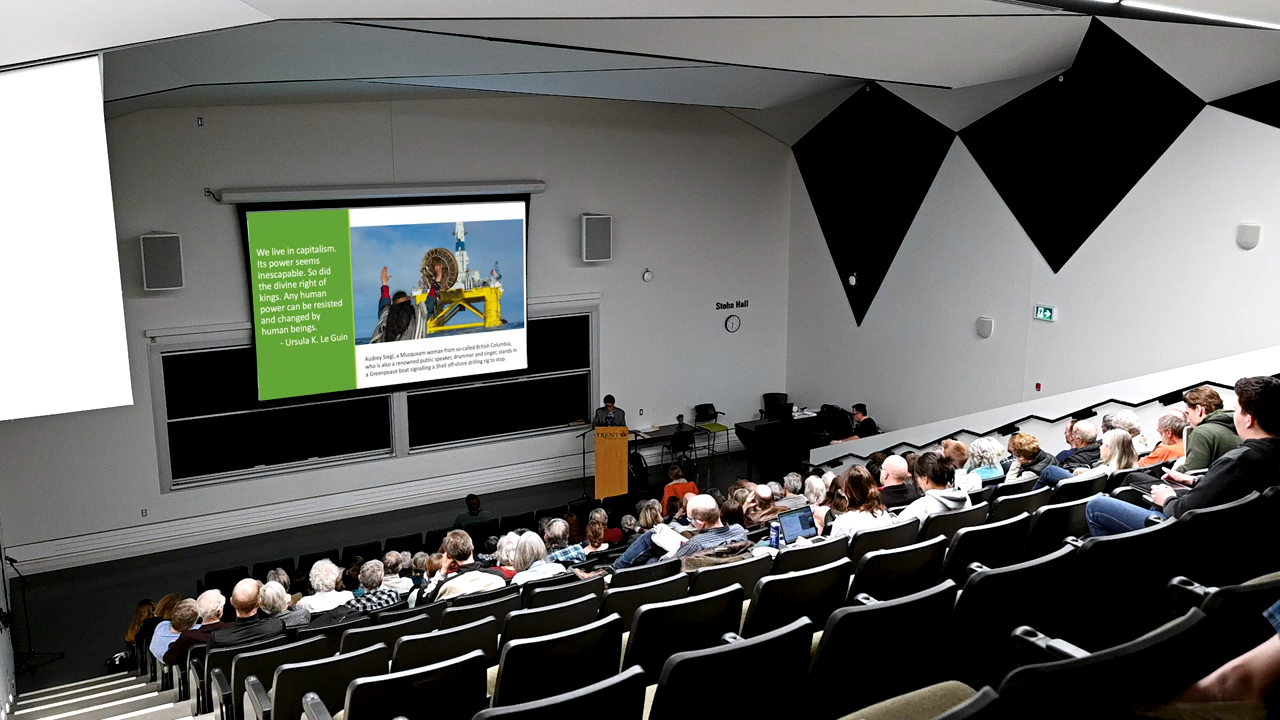 We live in capitalism.
Its power seems
inescapable. So did
the divine right of
kings. Any human
power can be resisted
and changed by
human beings.
- Ursula K. Le Guin
Audrey Siegl, a Musqueam woman from so-called British Columbia,
who is also a renowned public speaker, drummer and singer, stands in
a Greenpeace boat signalling a Shell off-shore drilling rig to stop.
Stohn Hall
TRENT